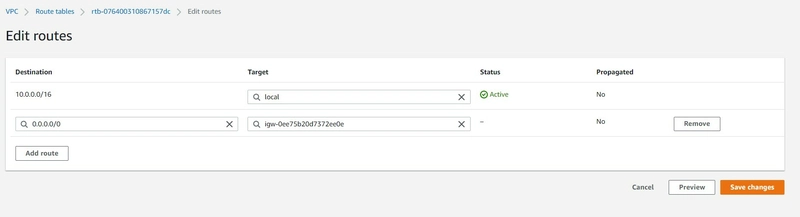 VPC > Route tables > rtb-076400310867157dc > Edit routes
Edit routes
Destination Target Status Propagated
10.0.0.0/16 local Active No
0.0.0.0/0 igw-0ee75b20d7372ee0e – No Remove
Add route
Cancel Preview Save changes